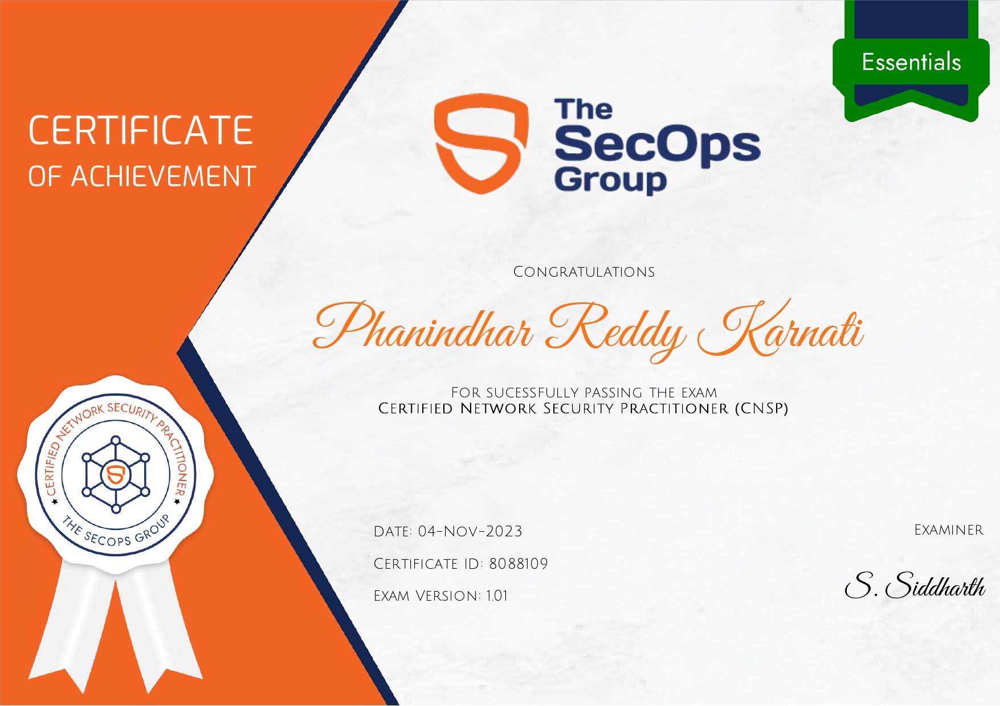 Essentials
CERTIFICATE
OF ACHIEVEMENT
The
SecOps
Group
Congratulations
Phanindhar Reddy Karnati
For sucessfully passing the exam
Certified Network Security Practitioner (CNSP)
CERTIFIED NETWORK SECURITY PRACTITIONER
THE SECOPS GROUP
Date: 04-Nov-2023
Certificate ID: 8088109
Exam Version: 1.01
Examiner
S. Siddharth